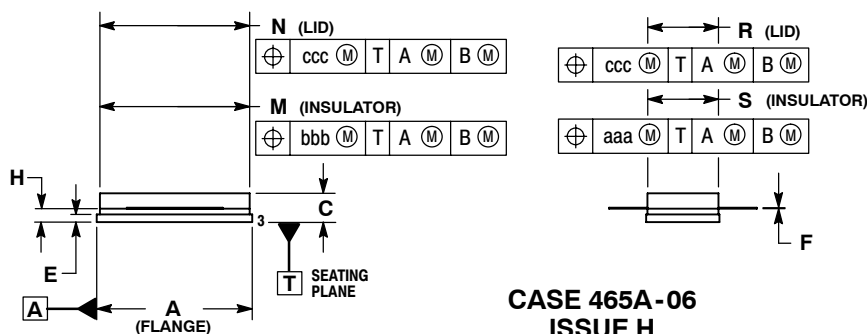 N (LID)
⌖ ccc Ⓜ T A Ⓜ B Ⓜ
M (INSULATOR)
⌖ bbb Ⓜ T A Ⓜ B Ⓜ
R (LID)
⌖ ccc Ⓜ T A Ⓜ B Ⓜ
S (INSULATOR)
⌖ aaa Ⓜ T A Ⓜ B Ⓜ
H
C
E
3
F
T SEATING
PLANE
A
A
(FLANGE)
CASE 465A-06
ISSUE H